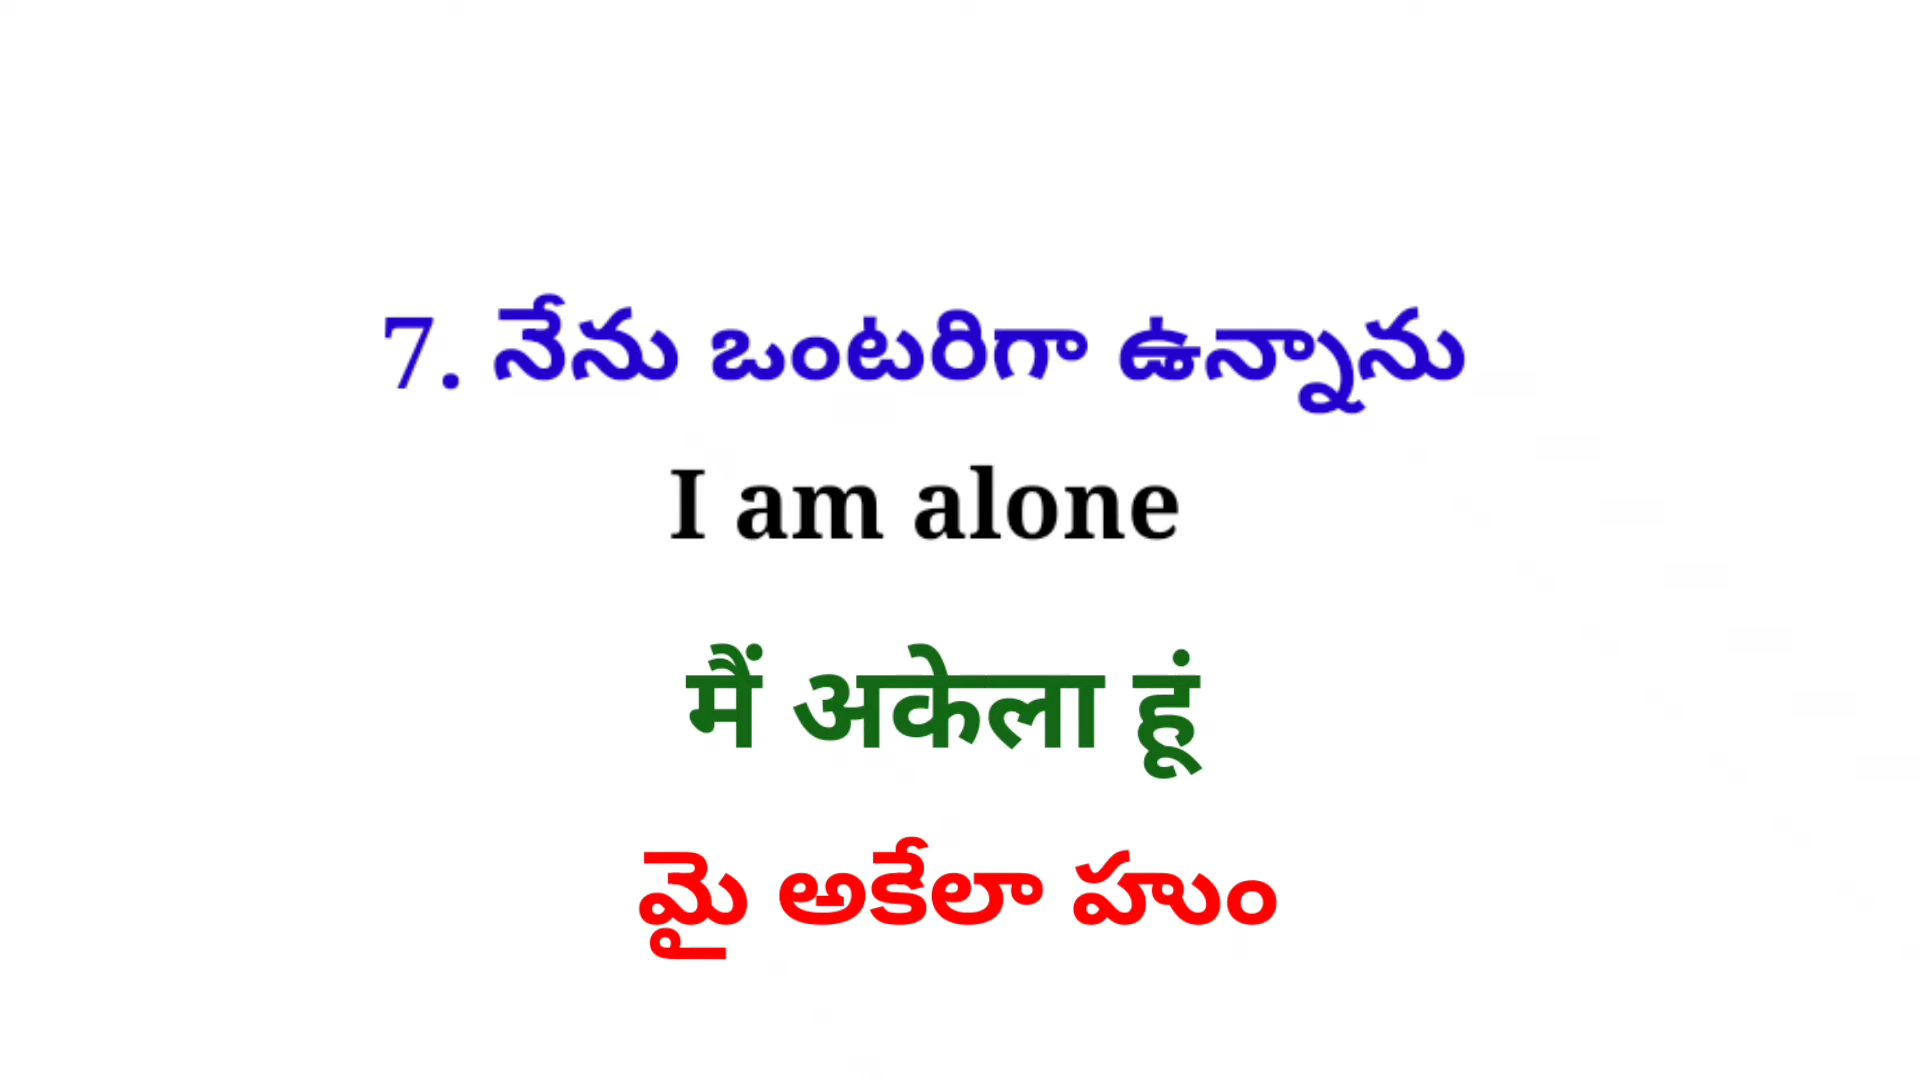 7. నేను ఒంటరిగా ఉన్నాను
I am alone
मैं अकेला हूं
మై అకేలా హుం